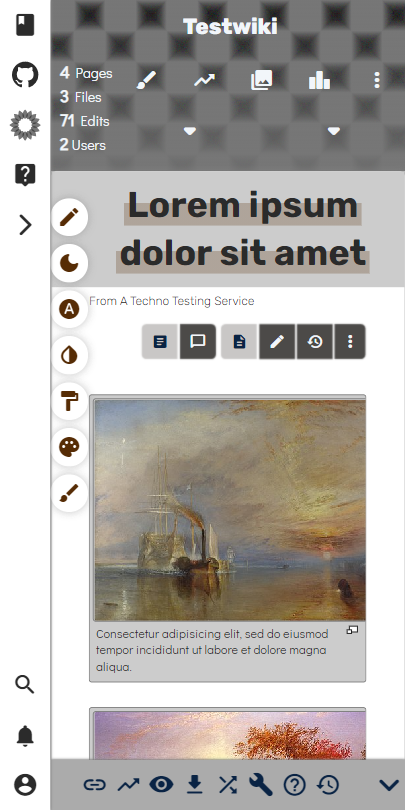 Testwiki
4 Pages
3 Files
71 Edits
2 Users
Lorem ipsum
dolor sit amet
From A Techno Testing Service
A
Consectetur adipisicing elit, sed do eiusmod
tempor incididunt ut labore et dolore magna
aliqua.